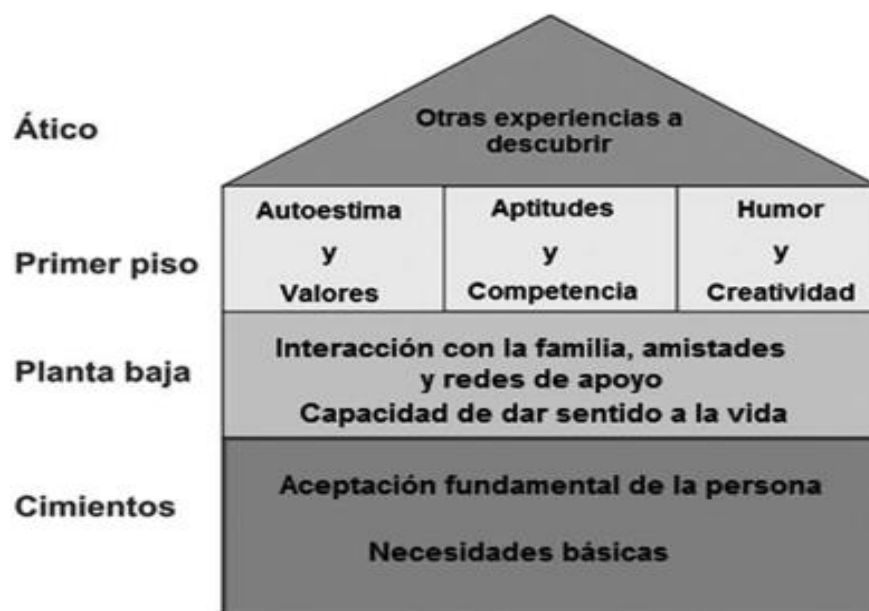 Ático
Otras experiencias a
descubrir
Primer piso
Autoestima
y
Valores
Aptitudes
y
Competencia
Humor
y
Creatividad
Planta baja
Interacción con la familia, amistades
y redes de apoyo
Capacidad de dar sentido a la vida
Cimientos
Aceptación fundamental de la persona
Necesidades básicas